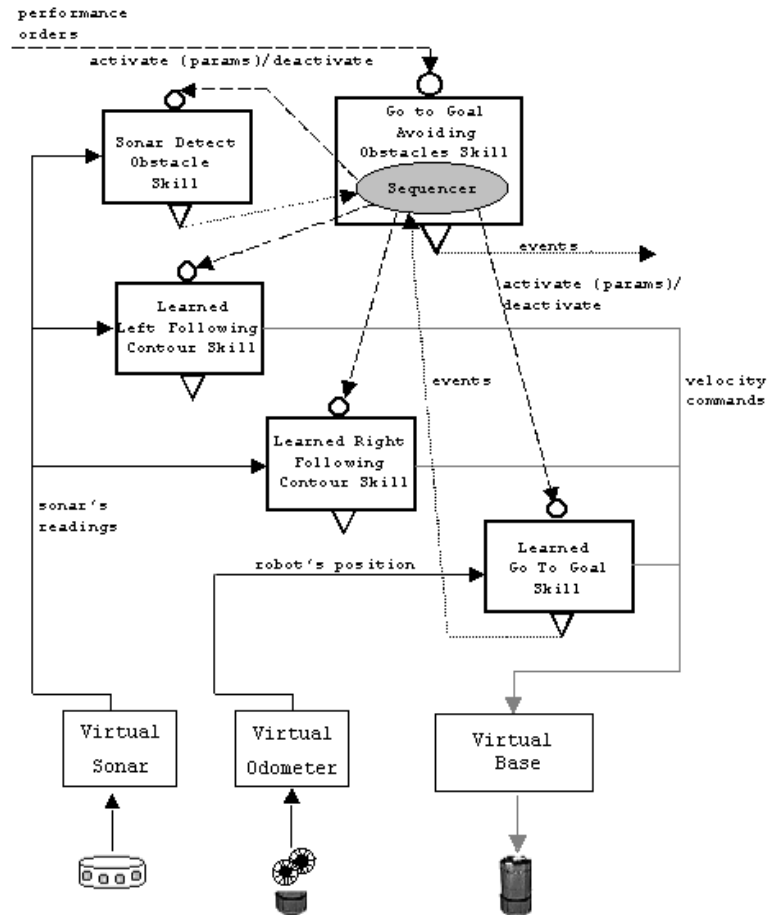 performance
orders
activate (params)/deactivate
Sonar Detect
Obstacle
Skill
Go to Goal
Avoiding
Obstacles Skill
Sequencer
events
activate (params)/
deactivate
Learned
Left Following
Contour Skill
events
velocity
commands
Learned Right
Following
Contour Skill
sonar's
readings
Learned
Go To Goal
Skill
robot's position
Virtual
Sonar
Virtual
Odometer
Virtual
Base